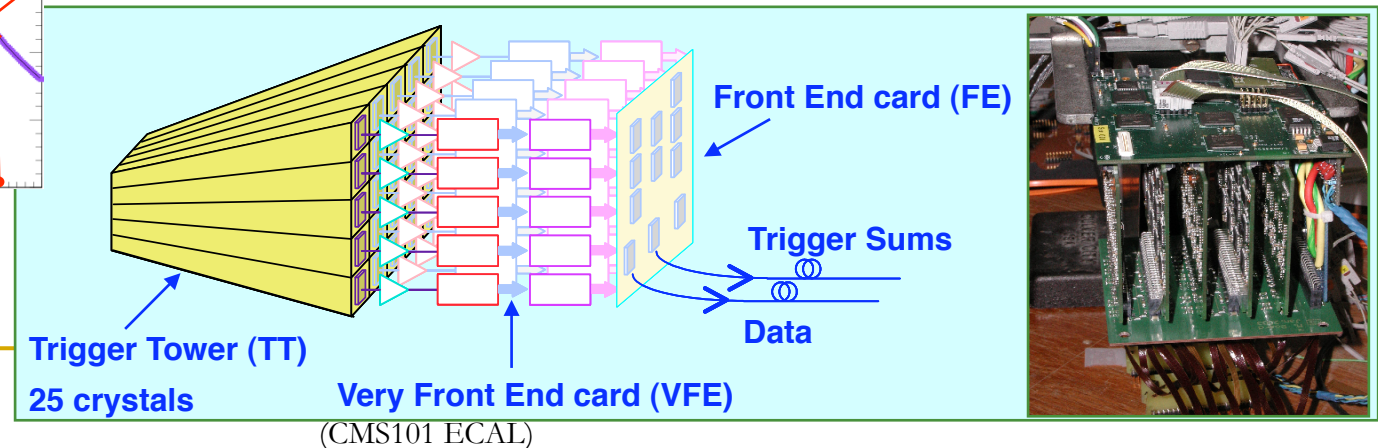 Front End card (FE)
Trigger Sums
Data
Trigger Tower (TT)
25 crystals
Very Front End card (VFE)
(CMS101 ECAL)